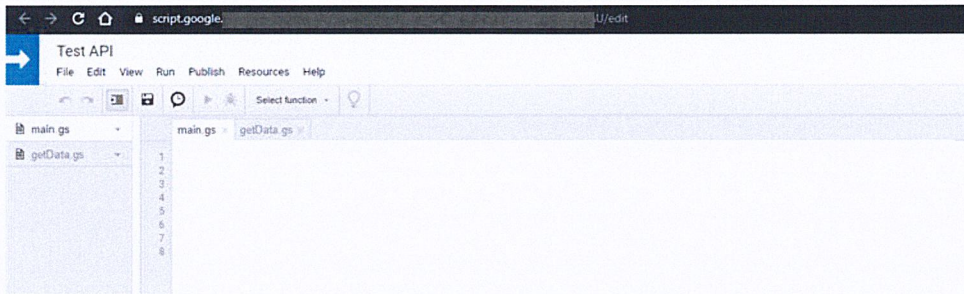 script.google.
U/edit
Test API
File Edit View Run Publish Resources Help
Select function
main.gs
getData.gs
main.gs
getData.gs
1
2
3
4
5
6
7
8